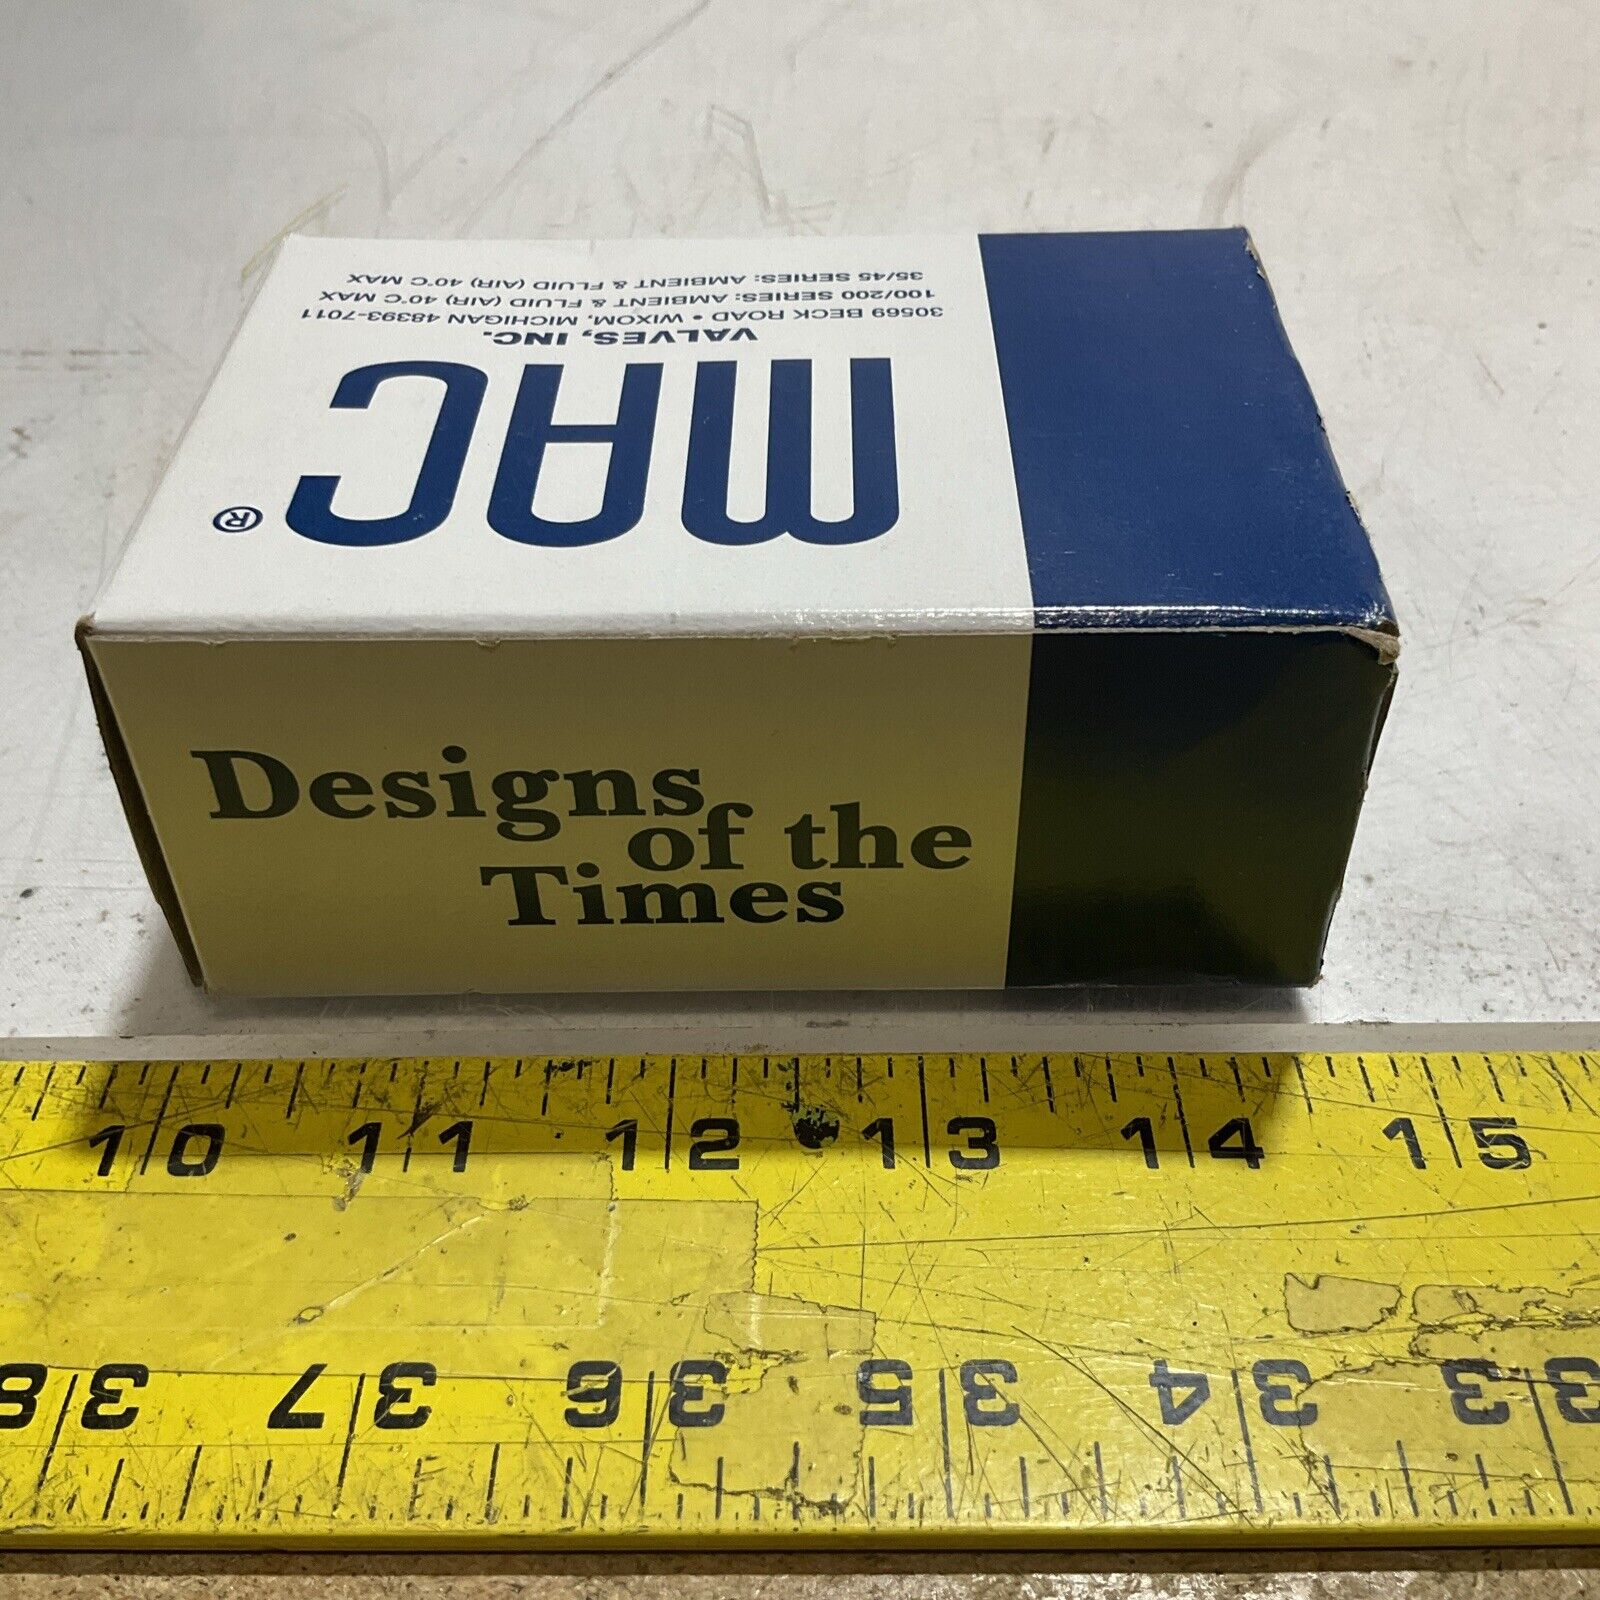 MAC®
VALVES, INC.
30569 BECK ROAD • WIXOM, MICHIGAN 48393-7011
100/200 SERIES: AMBIENT & FLUID (AIR) 40°C MAX
35/45 SERIES: AMBIENT & FLUID (AIR) 40°C MAX
Designs
of the
Times
10 11 12 13 14 15
33 34 35 36 37 38